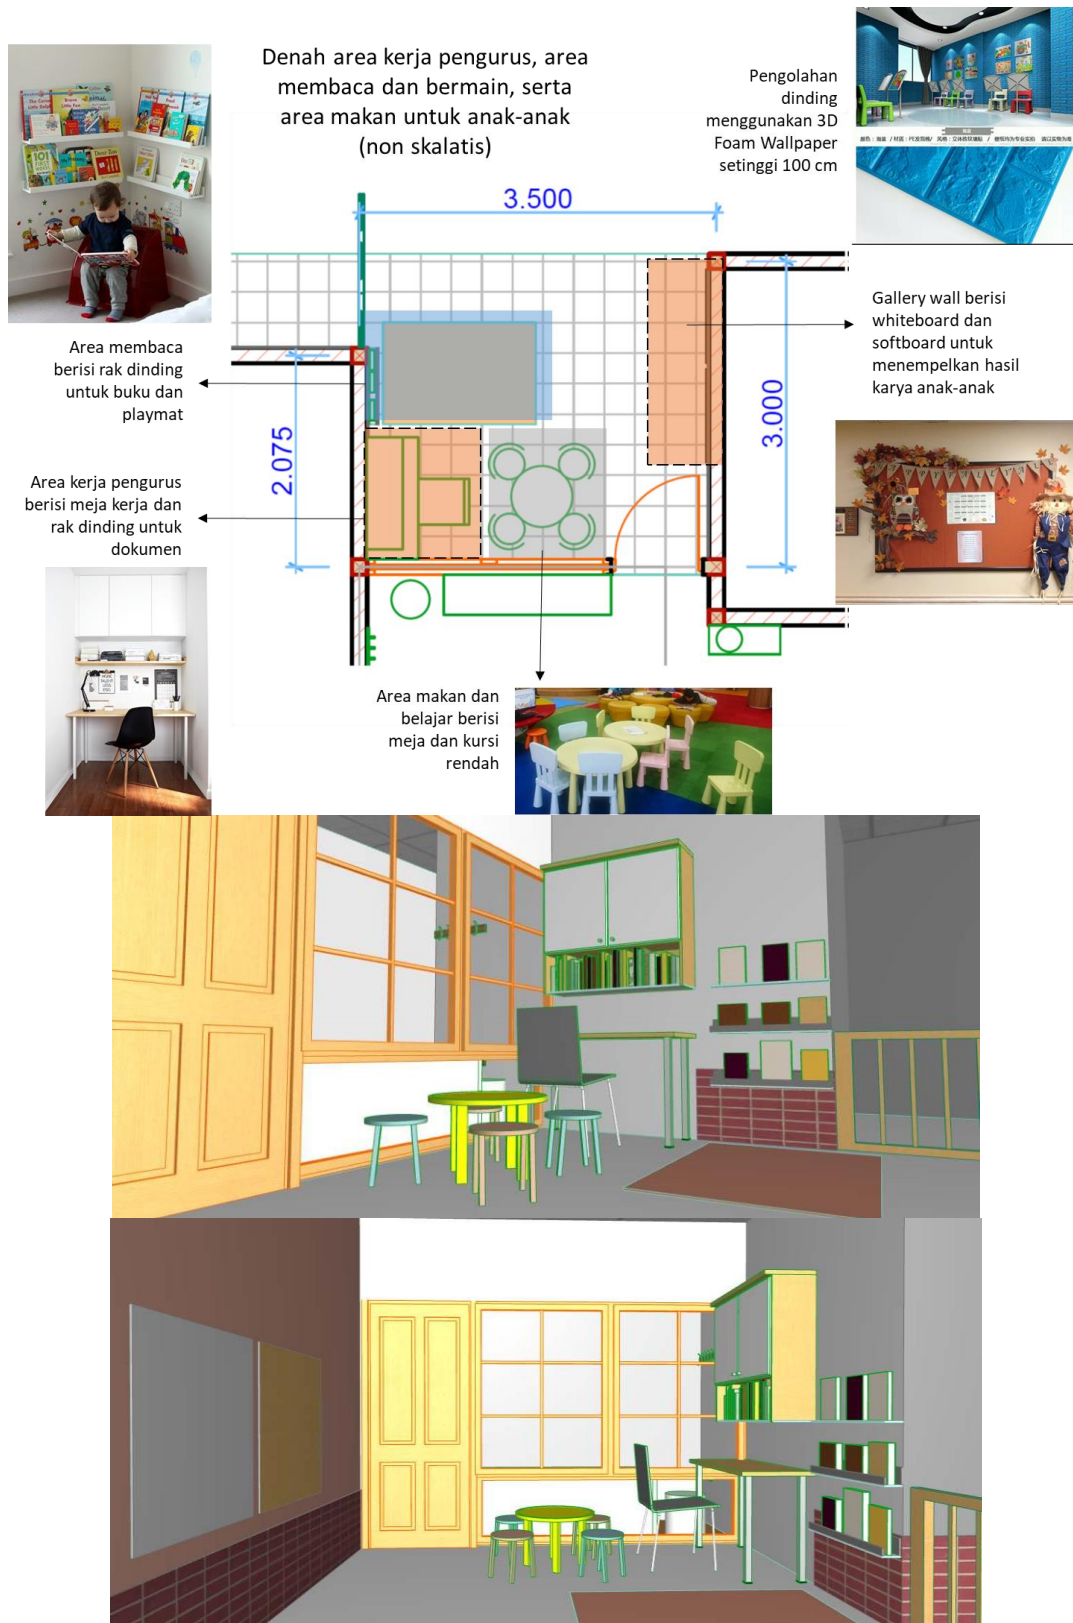 Denah area kerja pengurus, area
membaca dan bermain, serta
area makan untuk anak-anak
(non skalatis)
Pengolahan
dinding
menggunakan 3D
Foam Wallpaper
setinggi 100 cm
3.500
Gallery wall berisi
whiteboard dan
softboard untuk
menempelkan hasil
karya anak-anak
Area membaca
berisi rak dinding
untuk buku dan
playmat
2.075
3.000
Area kerja pengurus
berisi meja kerja dan
rak dinding untuk
dokumen
Area makan dan
belajar berisi
meja dan kursi
rendah